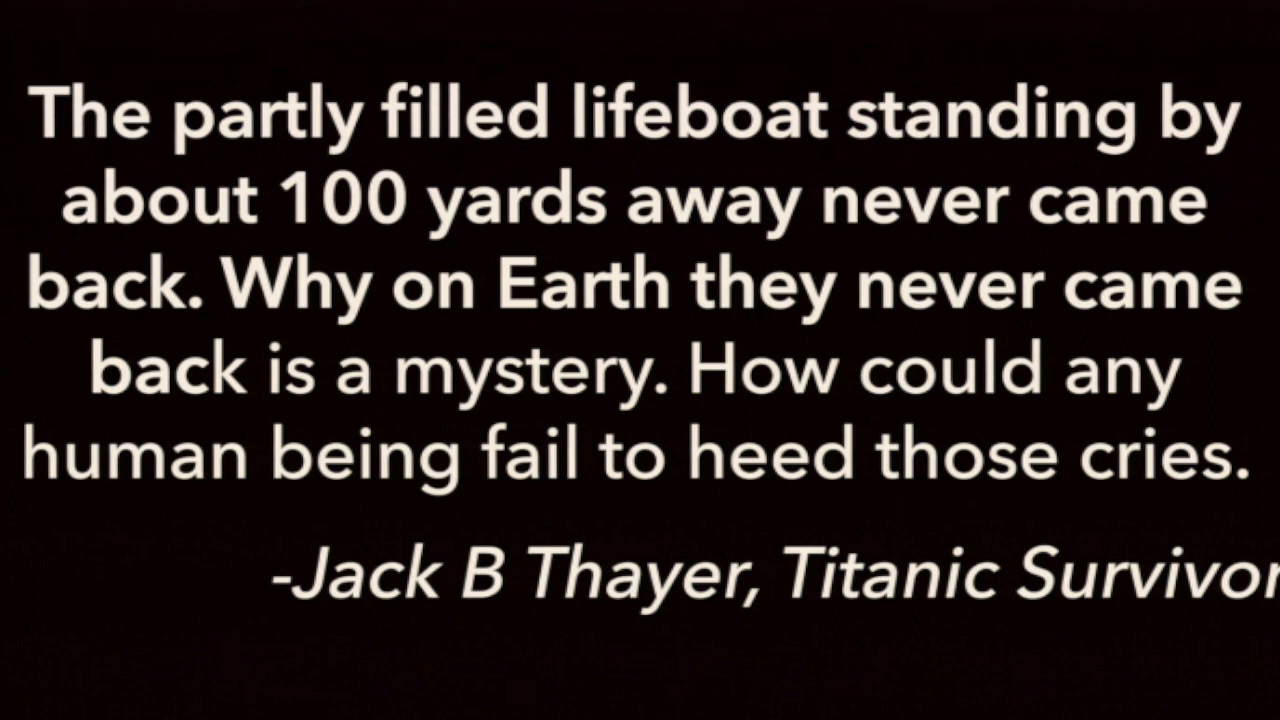 The partly filled lifeboat standing by
about 100 yards away never came
back. Why on Earth they never came
back is a mystery. How could any
human being fail to heed those cries.
-Jack B Thayer, Titanic Survivor